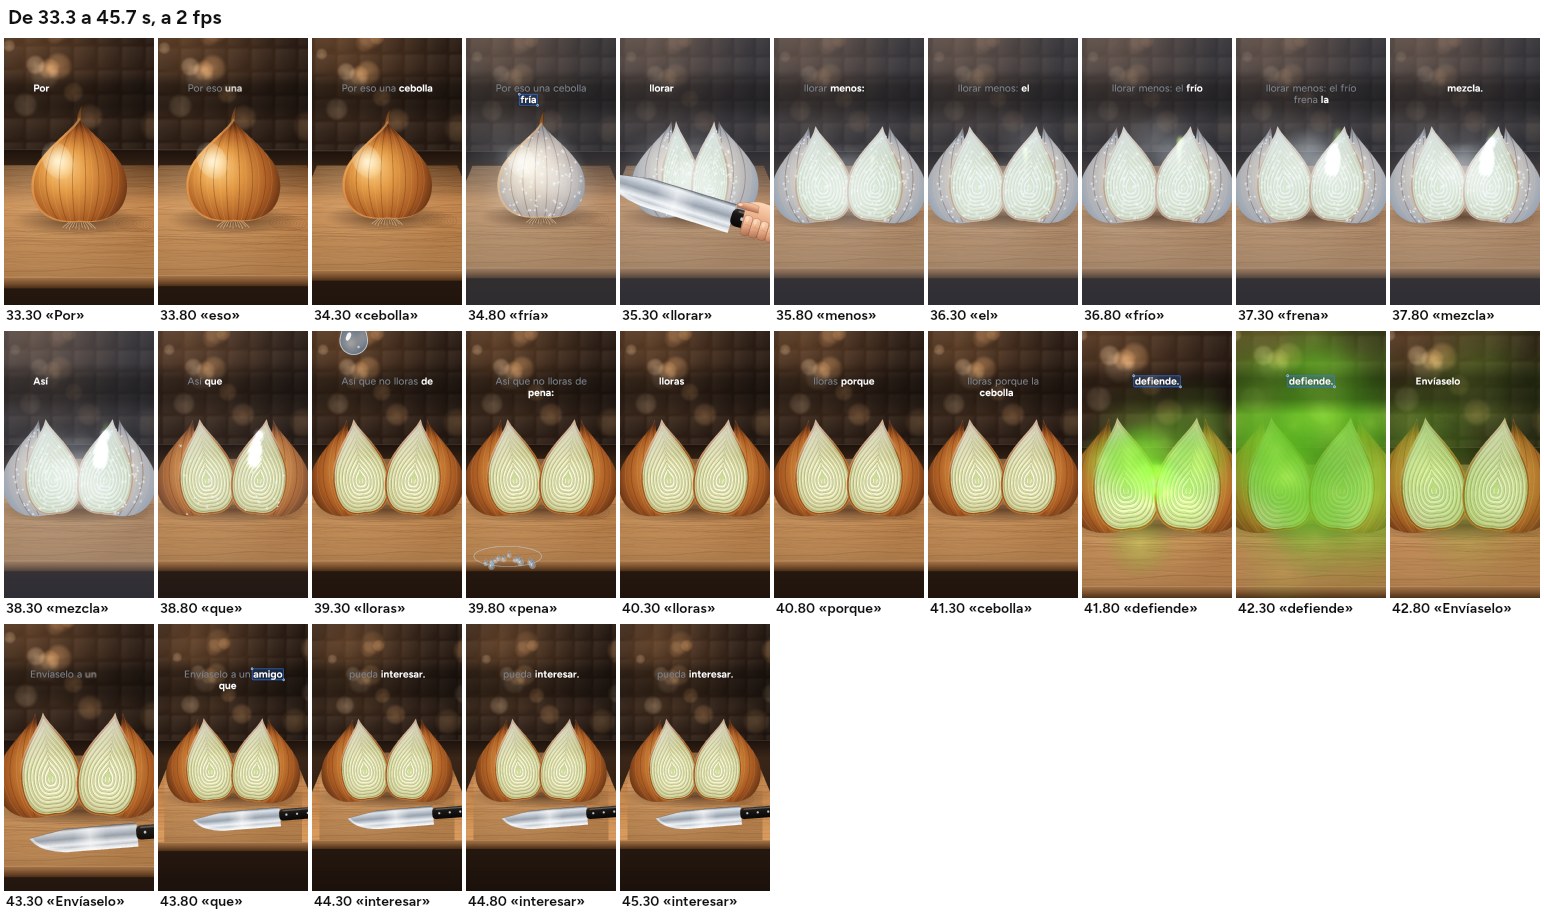 De 33.3 a 45.7 s, a 2 fps
Por
Por eso una
Por eso una cebolla
Por eso una cebolla
fría
llorar
llorar menos:
llorar menos: el
llorar menos: el frío
llorar menos: el frío
frena la
mezcla.
33.30 «Por»
33.80 «eso»
34.30 «cebolla»
34.80 «fría»
35.30 «llorar»
35.80 «menos»
36.30 «el»
36.80 «frío»
37.30 «frena»
37.80 «mezcla»
Así
Así que
Así que no lloras de
Así que no lloras de
pena:
lloras
lloras porque
lloras porque la
cebolla
defiende.
defiende.
Envíaselo
38.30 «mezcla»
38.80 «que»
39.30 «lloras»
39.80 «pena»
40.30 «lloras»
40.80 «porque»
41.30 «cebolla»
41.80 «defiende»
42.30 «defiende»
42.80 «Envíaselo»
Envíaselo a un
Envíaselo a un amigo
que
pueda interesar.
pueda interesar.
pueda interesar.
43.30 «Envíaselo»
43.80 «que»
44.30 «interesar»
44.80 «interesar»
45.30 «interesar»